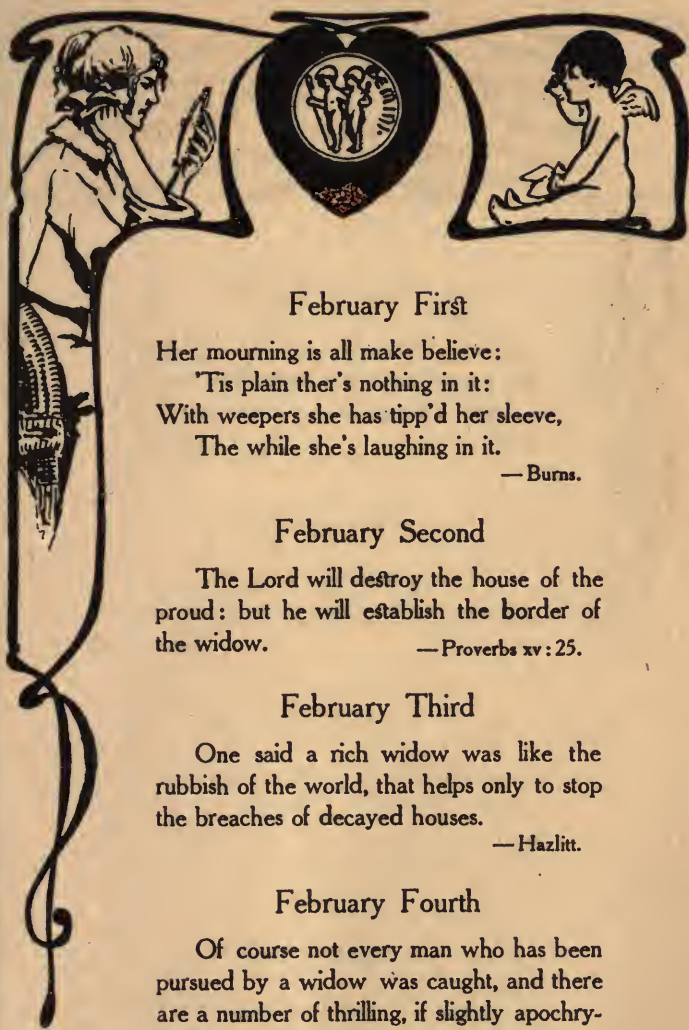 Gemini.
February First
Her mourning is all make believe:
'Tis plain ther's nothing in it:
With weepers she has tipp'd her sleeve,
The while she's laughing in it.
— Burns.
February Second
The Lord will destroy the house of the
proud: but he will establish the border of
the widow. — Proverbs xv: 25.
February Third
One said a rich widow was like the
rubbish of the world, that helps only to stop
the breaches of decayed houses.
— Hazlitt.
February Fourth
Of course not every man who has been
pursued by a widow was caught, and there
are a number of thrilling, if slightly apochry-